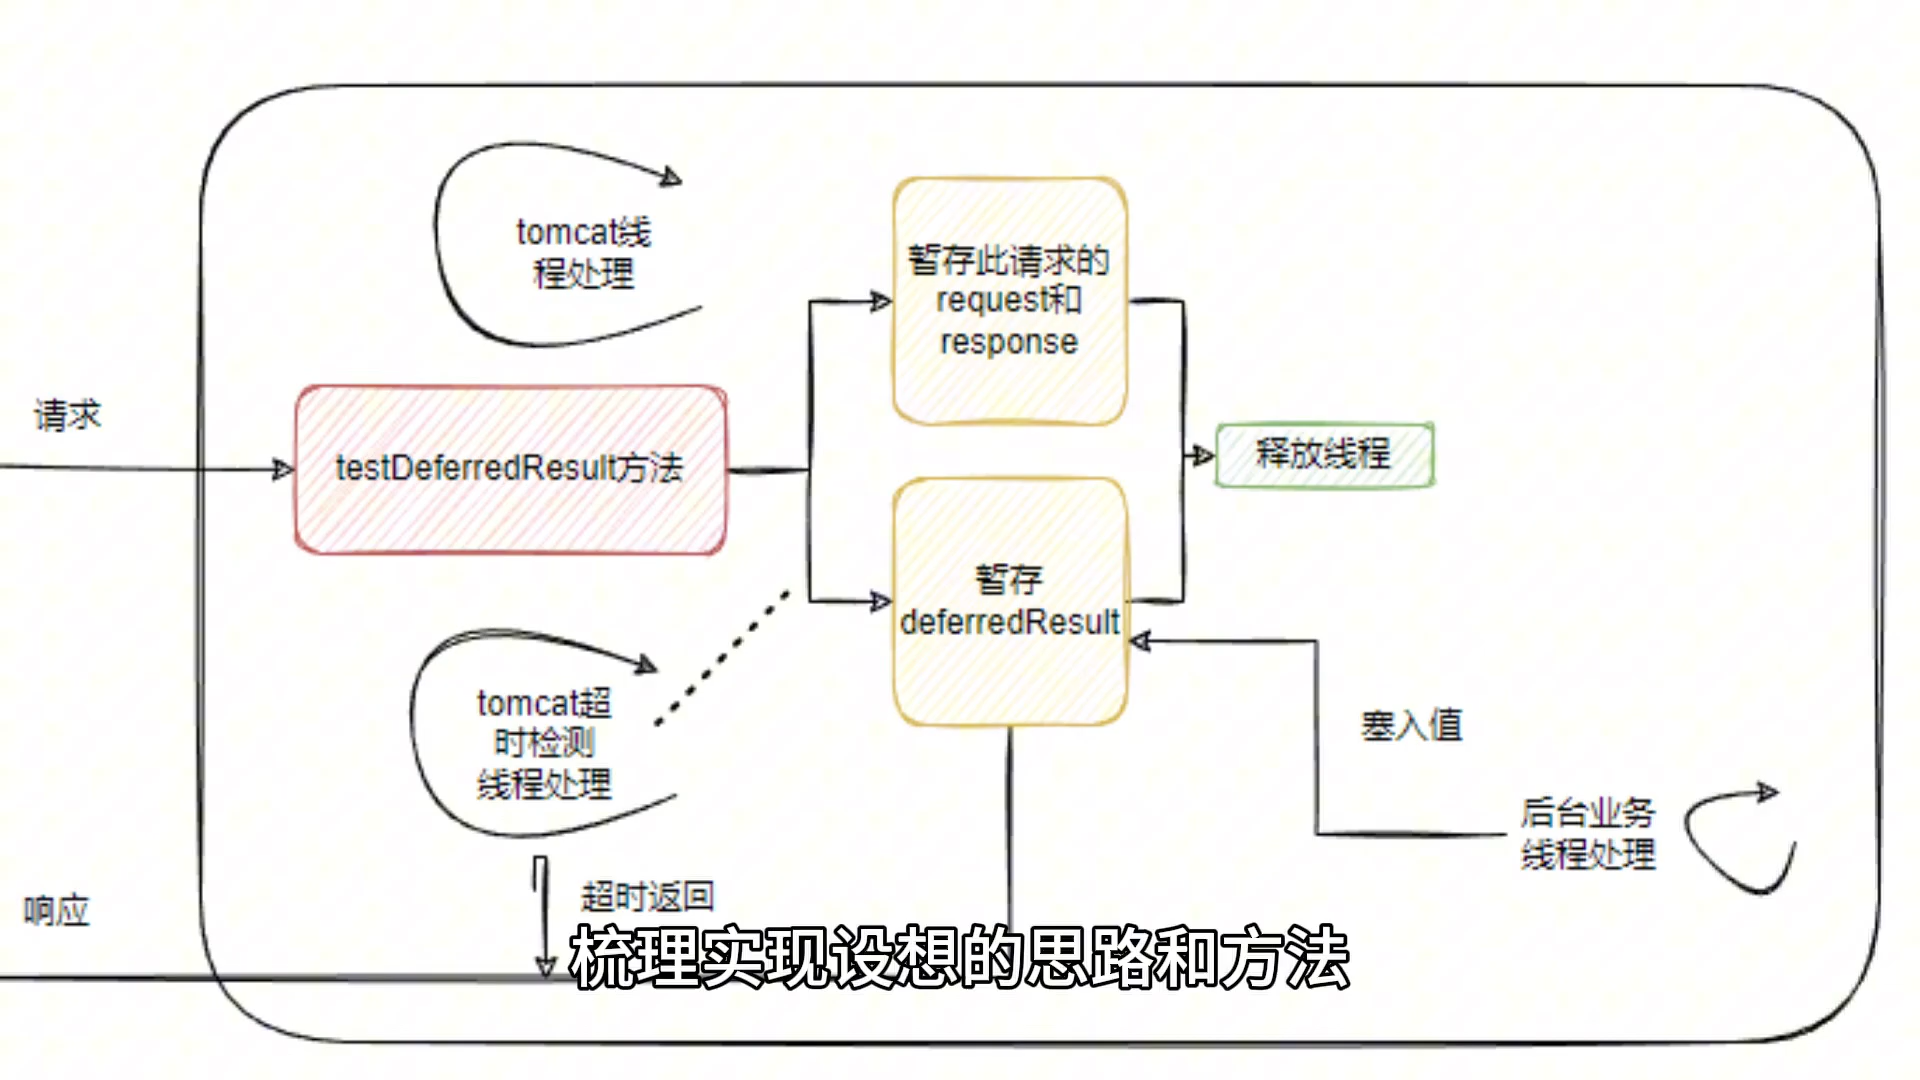 tomcat线
程处理
暂存此请求的
request和
response
请求
testDeferredResult方法
释放线程
暂存
deferredResult
tomcat超
时检测
线程处理
塞入值
后台业务
线程处理
超时返回
响应
梳理实现设想的思路和方法